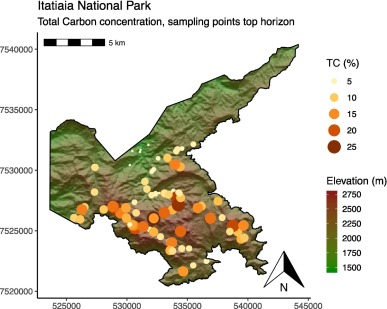 Itatiaia National Park
Total Carbon concentration, sampling points top horizon
7540000
5 km
7535000
7530000
7525000
7520000
525000 530000 535000 540000 545000
N
TC (%)
5
10
15
20
25
Elevation (m)
2750
2500
2250
2000
1750
1500